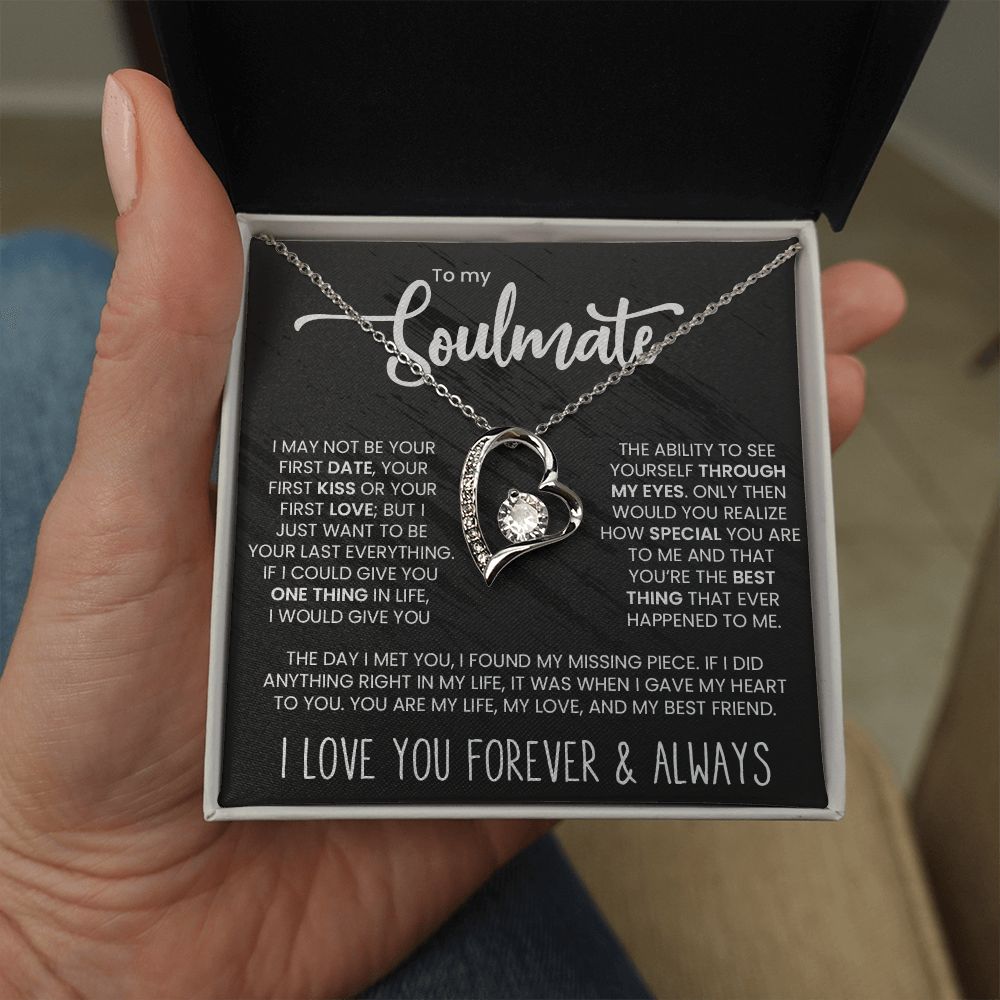 To my
Soulmate
I MAY NOT BE YOUR
FIRST DATE, YOUR
FIRST KISS OR YOUR
FIRST LOVE; BUT I
JUST WANT TO BE
YOUR LAST EVERYTHING.
IF I COULD GIVE YOU
ONE THING IN LIFE,
I WOULD GIVE YOU
THE ABILITY TO SEE
YOURSELF THROUGH
MY EYES. ONLY THEN
WOULD YOU REALIZE
HOW SPECIAL YOU ARE
TO ME AND THAT
YOU'RE THE BEST
THING THAT EVER
HAPPENED TO ME.
THE DAY I MET YOU, I FOUND MY MISSING PIECE. IF I DID
ANYTHING RIGHT IN MY LIFE, IT WAS WHEN I GAVE MY HEART
TO YOU. YOU ARE MY LIFE, MY LOVE, AND MY BEST FRIEND.
I LOVE YOU FOREVER & ALWAYS